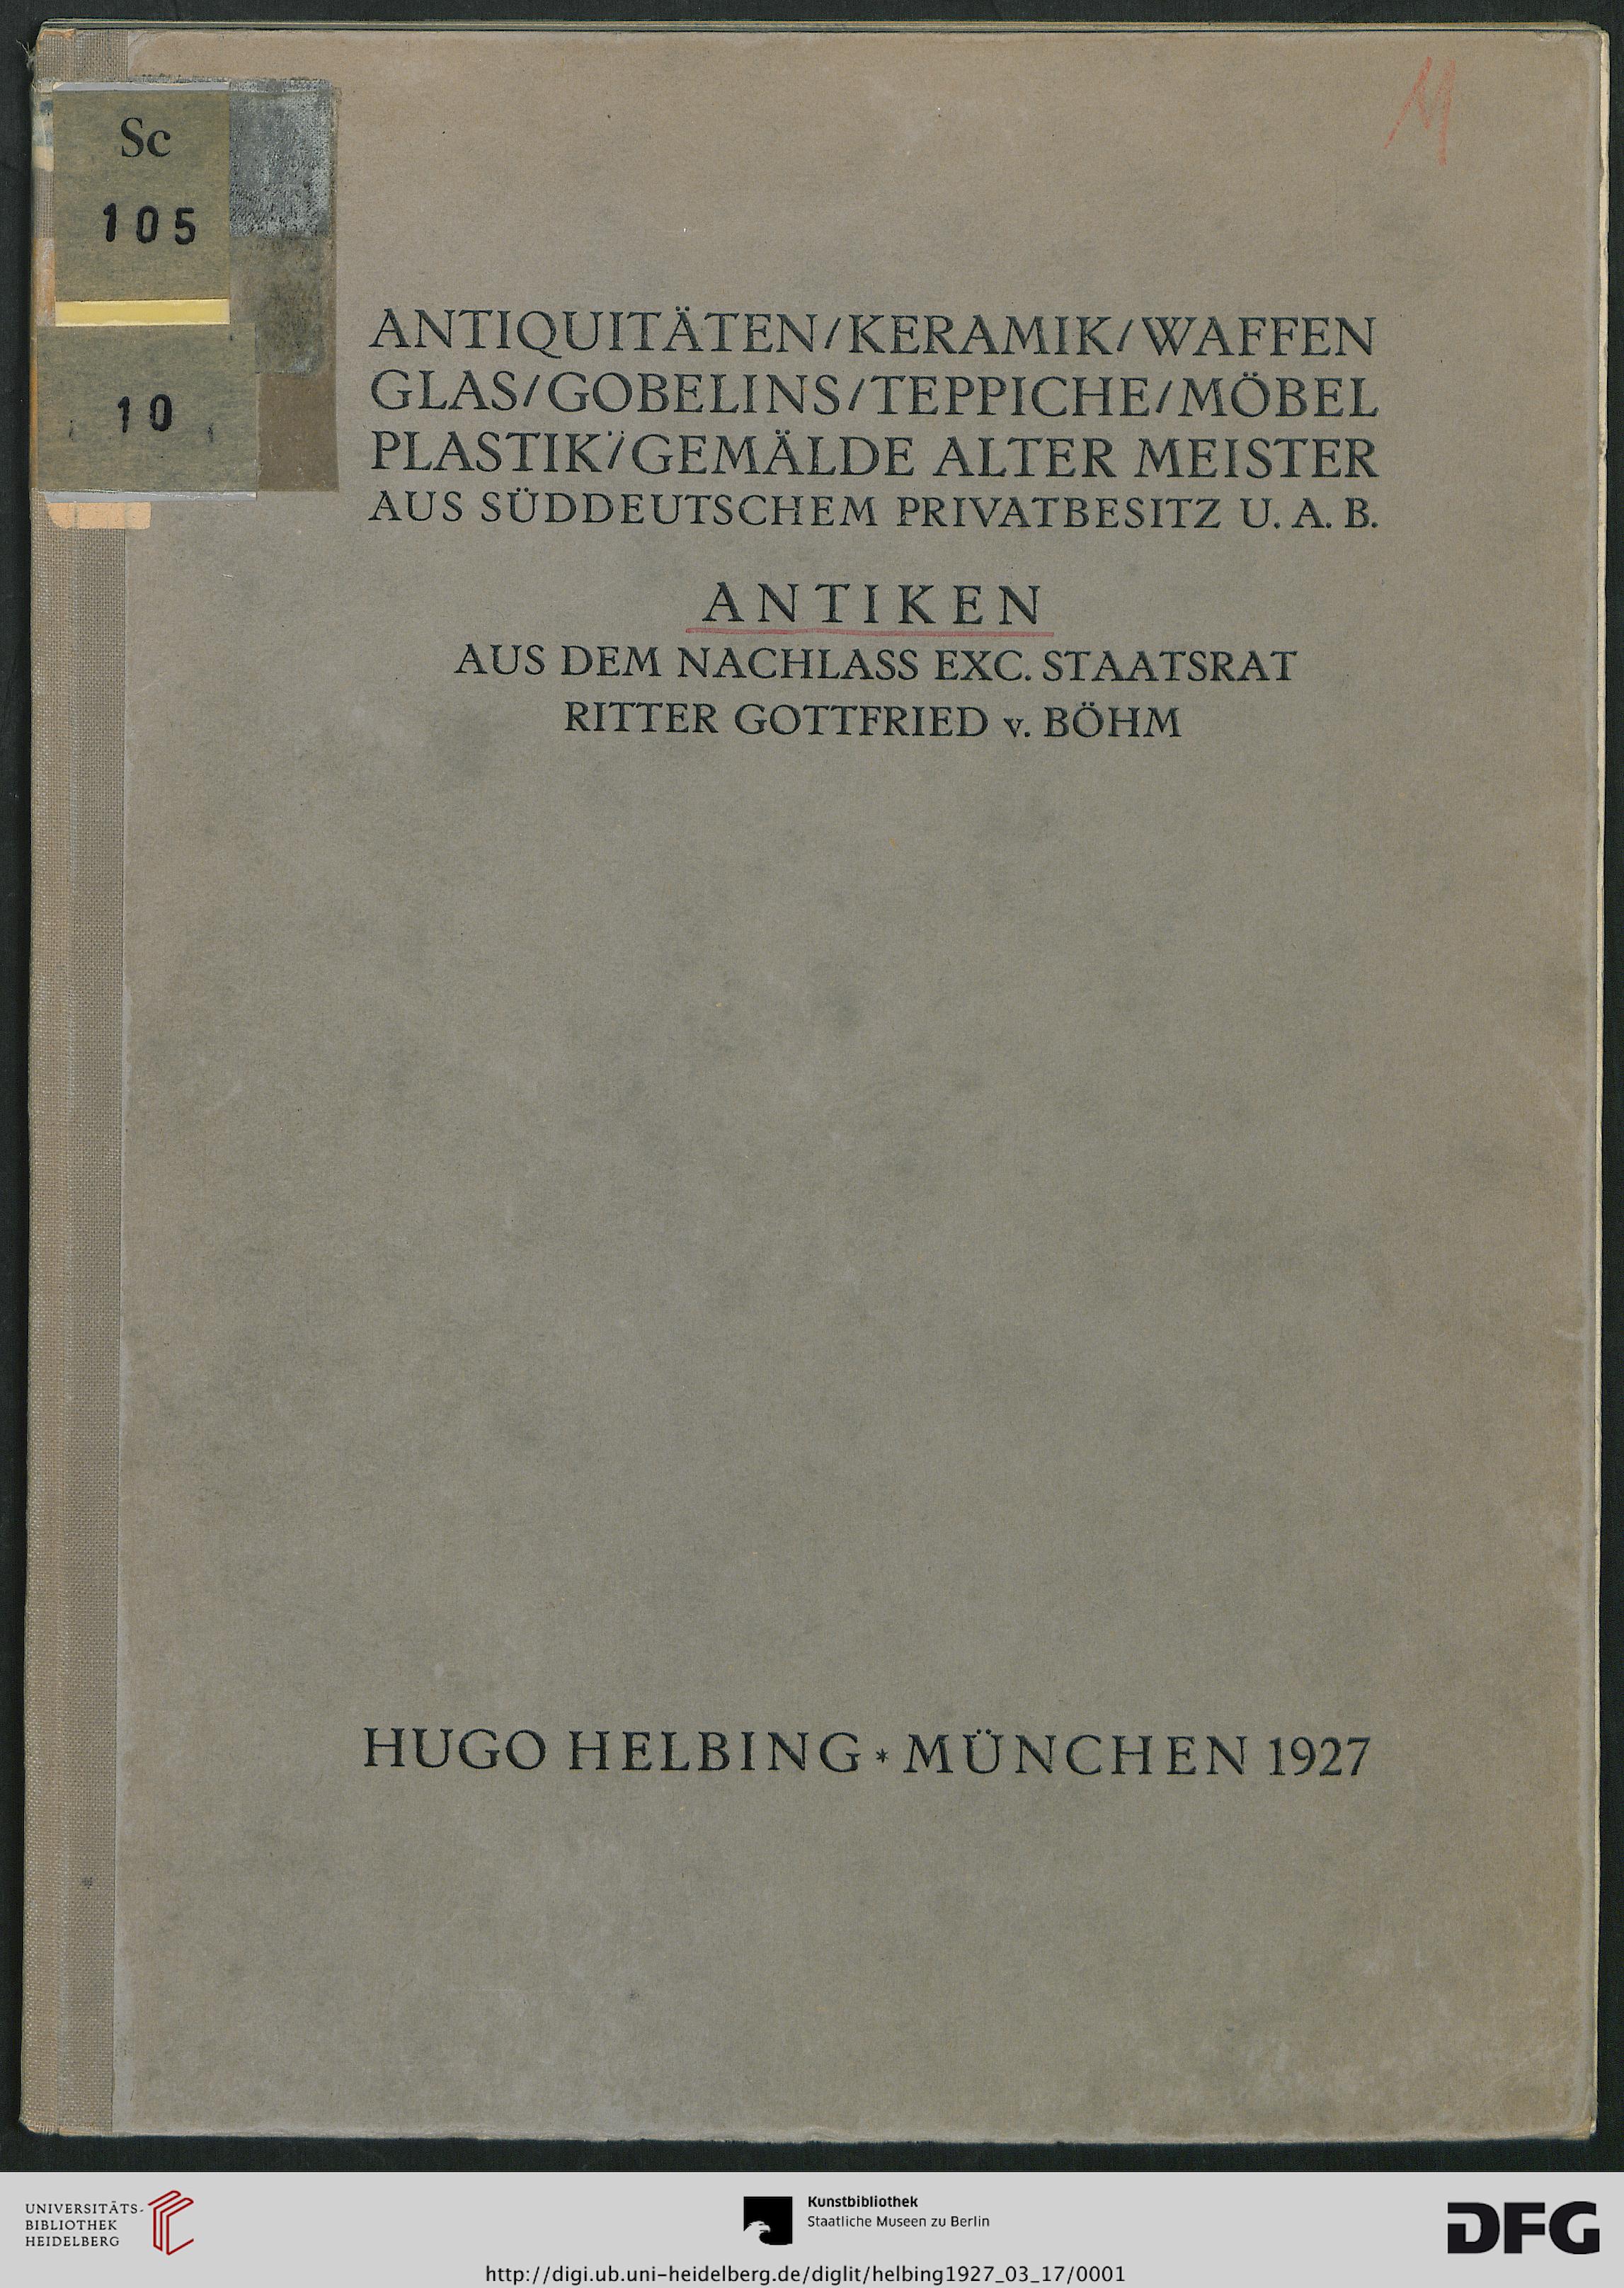 Sc
105
10
ANTIQUITÄTEN/KERAMIK/WAFFEN
GLAS/GOBELINS/TEPPICHE/MÖBEL
PLASTIK/GEMÄLDE ALTER MEISTER
AUS SÜDDEUTSCHEM PRIVATBESITZ U. A. B.
ANTIKEN
AUS DEM NACHLASS EXC. STAATSRAT
RITTER GOTTFRIED v. BÖHM
HUGO HELBING * MÜNCHEN 1927
UNIVERSITÄTS-
BIBLIOTHEK
HEIDELBERG
Kunstbibliothek
Staatliche Museen zu Berlin
DFG
http://digi.ub.uni-heidelberg.de/diglit/helbing1927_03_17/0001